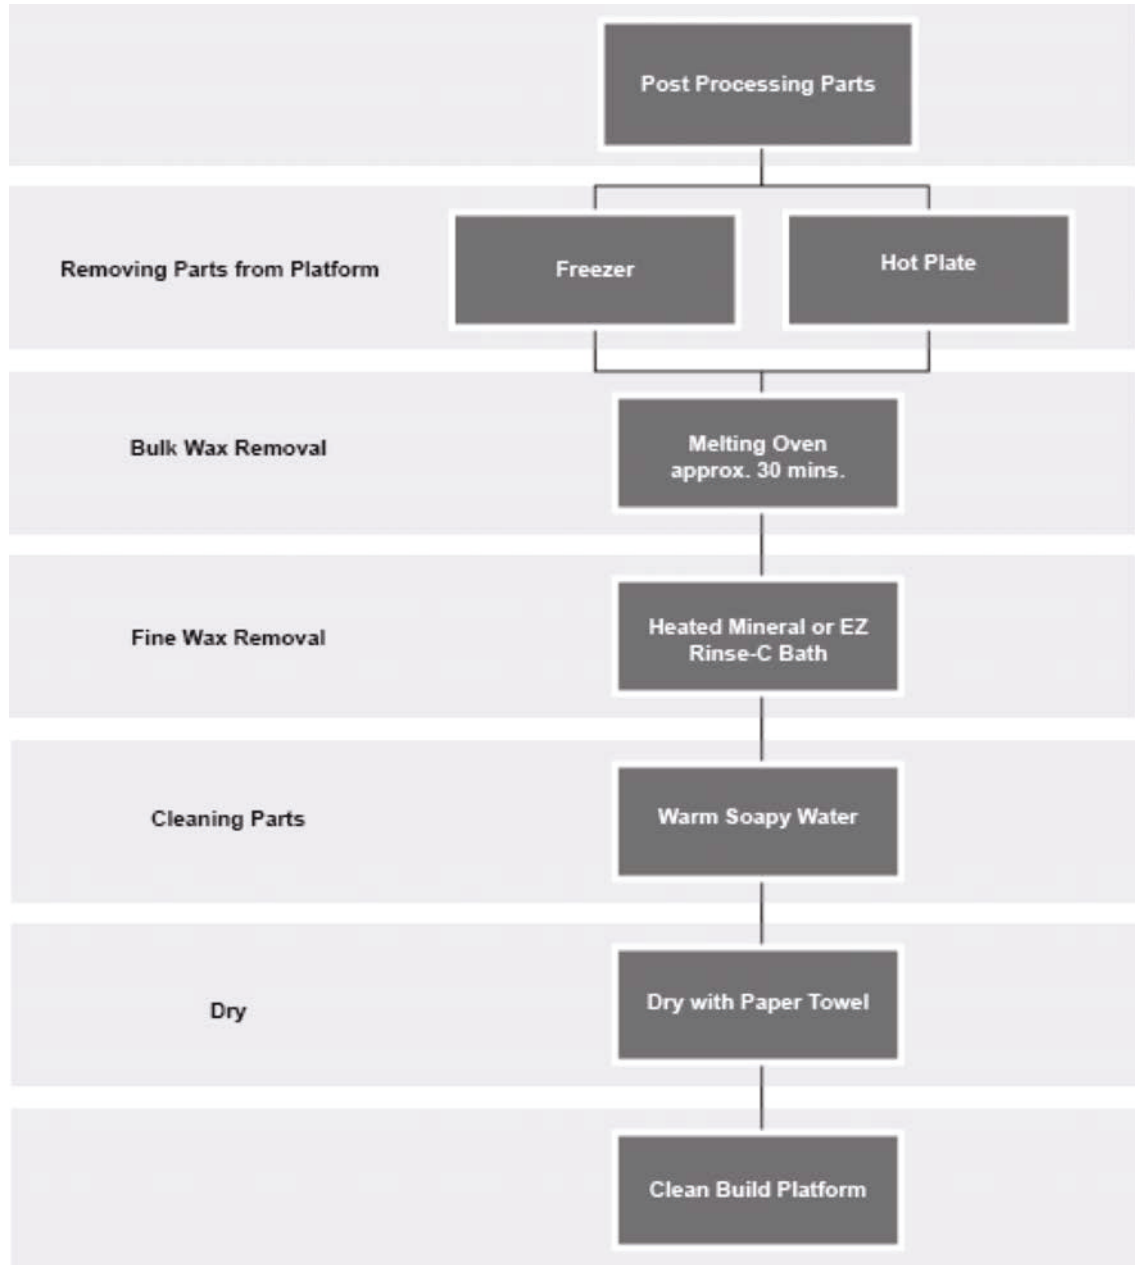 Post Processing Parts
Removing Parts from Platform
Freezer
Hot Plate
Bulk Wax Removal
Melting Oven
approx. 30 mins.
Fine Wax Removal
Heated Mineral or EZ
Rinse-C Bath
Cleaning Parts
Warm Soapy Water
Dry
Dry with Paper Towel
Clean Build Platform